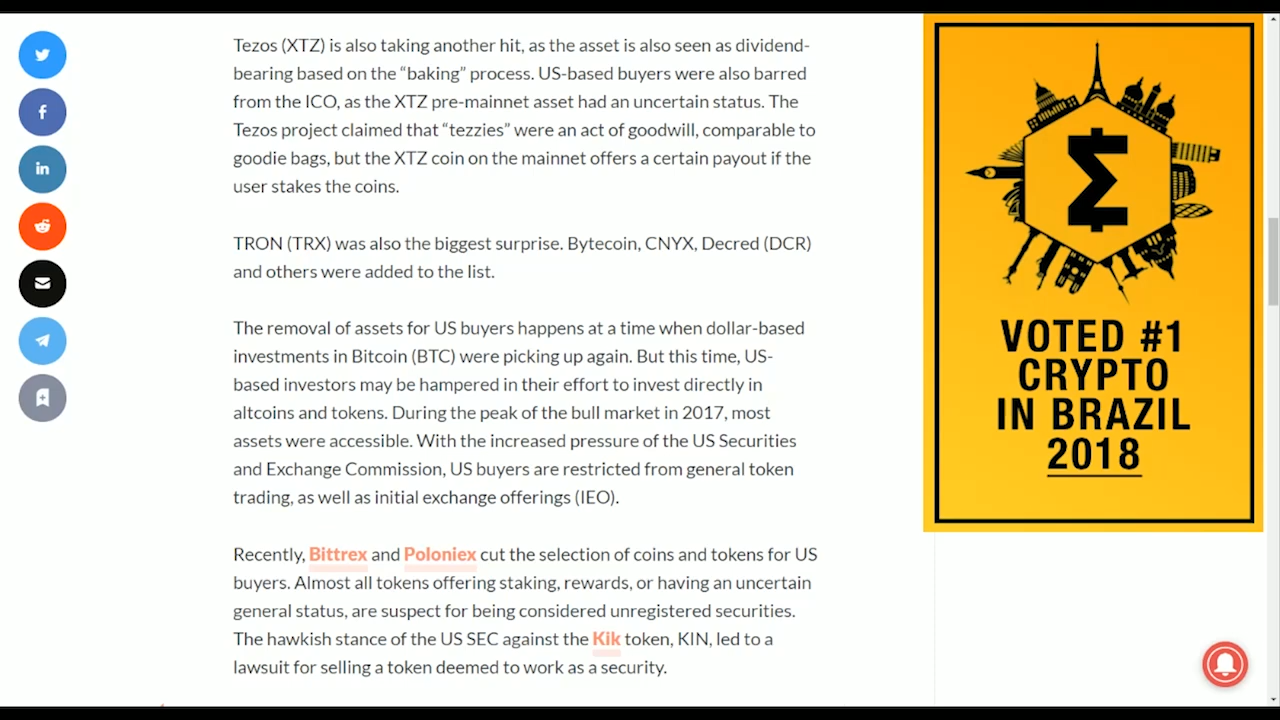 Tezos (XTZ) is also taking another hit, as the asset is also seen as dividend-
bearing based on the “baking” process. US-based buyers were also barred
from the ICO, as the XTZ pre-mainnet asset had an uncertain status. The
Tezos project claimed that “tezzies” were an act of goodwill, comparable to
goodie bags, but the XTZ coin on the mainnet offers a certain payout if the
user stakes the coins.
TRON (TRX) was also the biggest surprise. Bytecoin, CNYX, Decred (DCR)
and others were added to the list.
The removal of assets for US buyers happens at a time when dollar-based
investments in Bitcoin (BTC) were picking up again. But this time, US-
based investors may be hampered in their effort to invest directly in
altcoins and tokens. During the peak of the bull market in 2017, most
assets were accessible. With the increased pressure of the US Securities
and Exchange Commission, US buyers are restricted from general token
trading, as well as initial exchange offerings (IEO).
Recently, Bittrex and Poloniex cut the selection of coins and tokens for US
buyers. Almost all tokens offering staking, rewards, or having an uncertain
general status, are suspect for being considered unregistered securities.
The hawkish stance of the US SEC against the Kik token, KIN, led to a
lawsuit for selling a token deemed to work as a security.
VOTED #1
CRYPTO
IN BRAZIL
2018